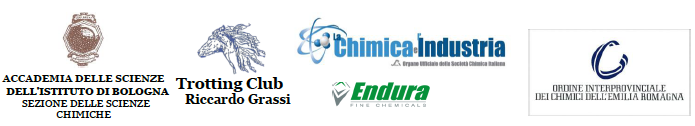 ACCADEMIA DELLE SCIENZE
DELL'ISTITUTO DI BOLOGNA
SEZIONE DELLE SCIENZE
CHIMICHE
Trotting Club
Riccardo Grassi
La Chimica e l'Industria
Organo Ufficiale della Società Chimica Italiana
Endura
FINE CHEMICALS
ORDINE INTERPROVINCIALE
DEI CHIMICI DELL'EMILIA ROMAGNA